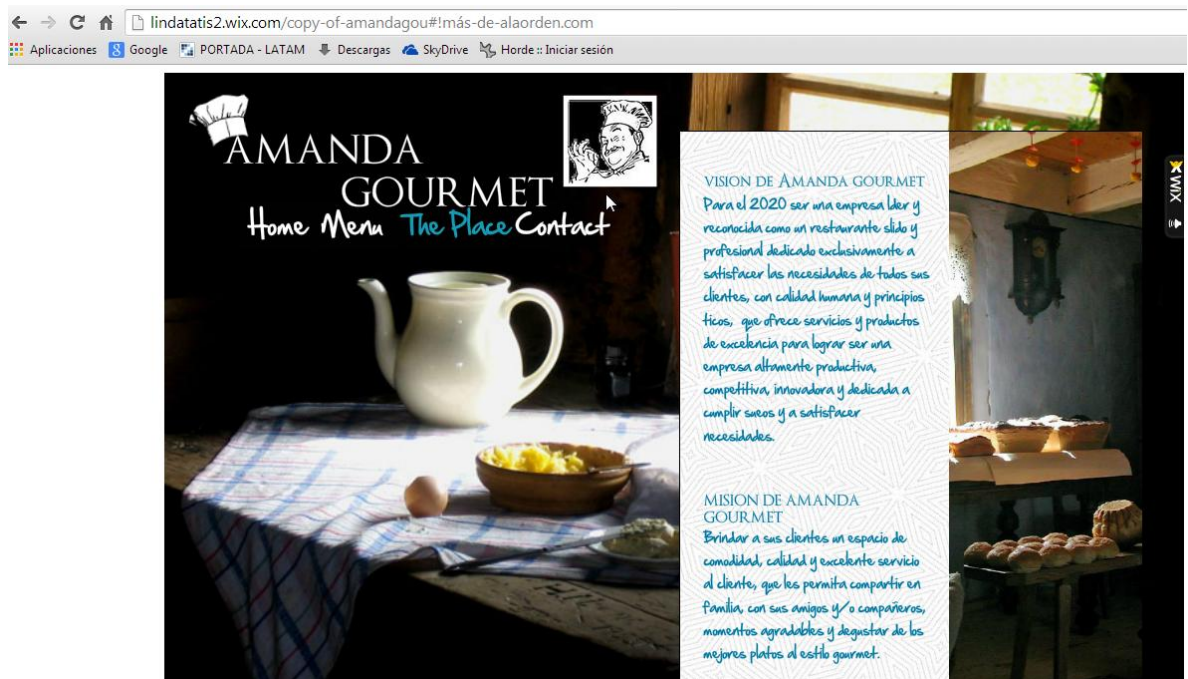 lindatatis2.wix.com/copy-of-amandagou#!más-de-alaorden.com
Aplicaciones Google PORTADA - LATAM Descargas SkyDrive Horde :: Iniciar sesión
AMANDA
GOURMET
Home Menu The Place Contact
VISION DE AMANDA GOURMET
Para el 2020 ser una empresa lder y
reconocida como un restaurante slido y
profesional dedicado exclusivamente a
satisfacer las necesidades de todos sus
clientes, con calidad humana y principios
ticos, que ofrece servicios y productos
de excelencia para lograr ser una
empresa altamente productiva,
competitiva, innovadora y dedicada a
cumplir sueos y a satisfacer
necesidades.
MISION DE AMANDA
GOURMET
Brindar a sus clientes un espacio de
comodidad, calidad y excelente servicio
al cliente, que les permita compartir en
familia, con sus amigos y/o compañeros,
momentos agradables y degustar de los
mejores platos al estilo gourmet.
WiX